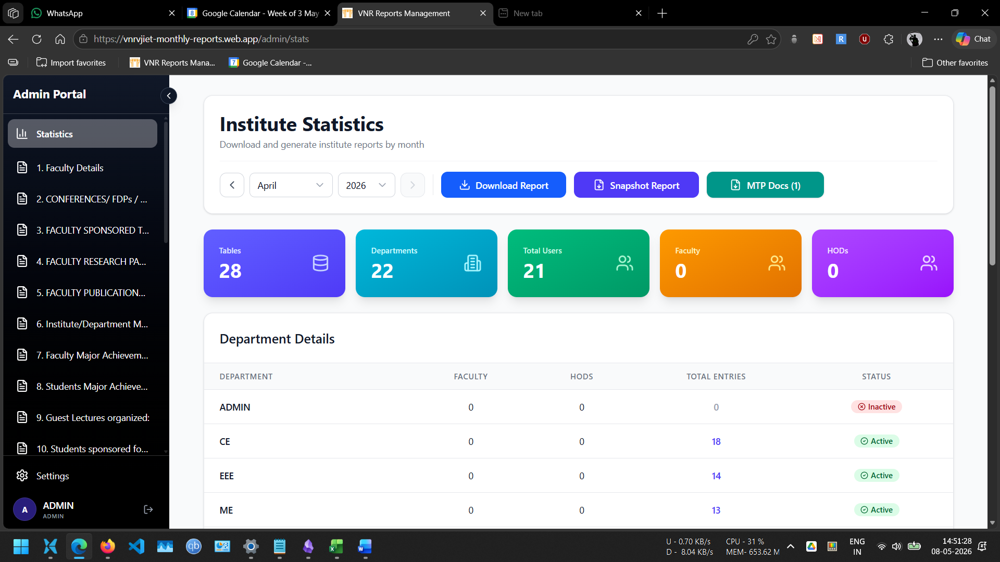 WhatsApp
Google Calendar - Week of 3 May
VNR Reports Management
New tab
https://vnrvjiet-monthly-reports.web.app/admin/stats
Chat
Import favorites
VNR Reports Mana...
Google Calendar -...
Other favorites
Admin Portal
Statistics
1. Faculty Details
2. CONFERENCES/ FDPs / ...
3. FACULTY SPONSORED T...
4. FACULTY RESEARCH PA...
5. FACULTY PUBLICATION...
6. Institute/Department M...
7. Faculty Major Achievem...
8. Students Major Achieve...
9. Guest Lectures organized:
10. Students sponsored fo...
Settings
A
ADMIN
ADMIN
Institute Statistics
Download and generate institute reports by month
April
2026
Download Report
Snapshot Report
MTP Docs (1)
Tables
28
Departments
22
Total Users
21
Faculty
0
HODs
0
Department Details
DEPARTMENT FACULTY HODS TOTAL ENTRIES STATUS
ADMIN 0 0 0 Inactive
CE 0 0 18 Active
EEE 0 0 14 Active
ME 0 0 13 Active
U - 0.70 KB/s CPU - 31 %
D - 8.04 KB/s MEM- 653.62 M
ENG
IN
14:51:28
08-05-2026